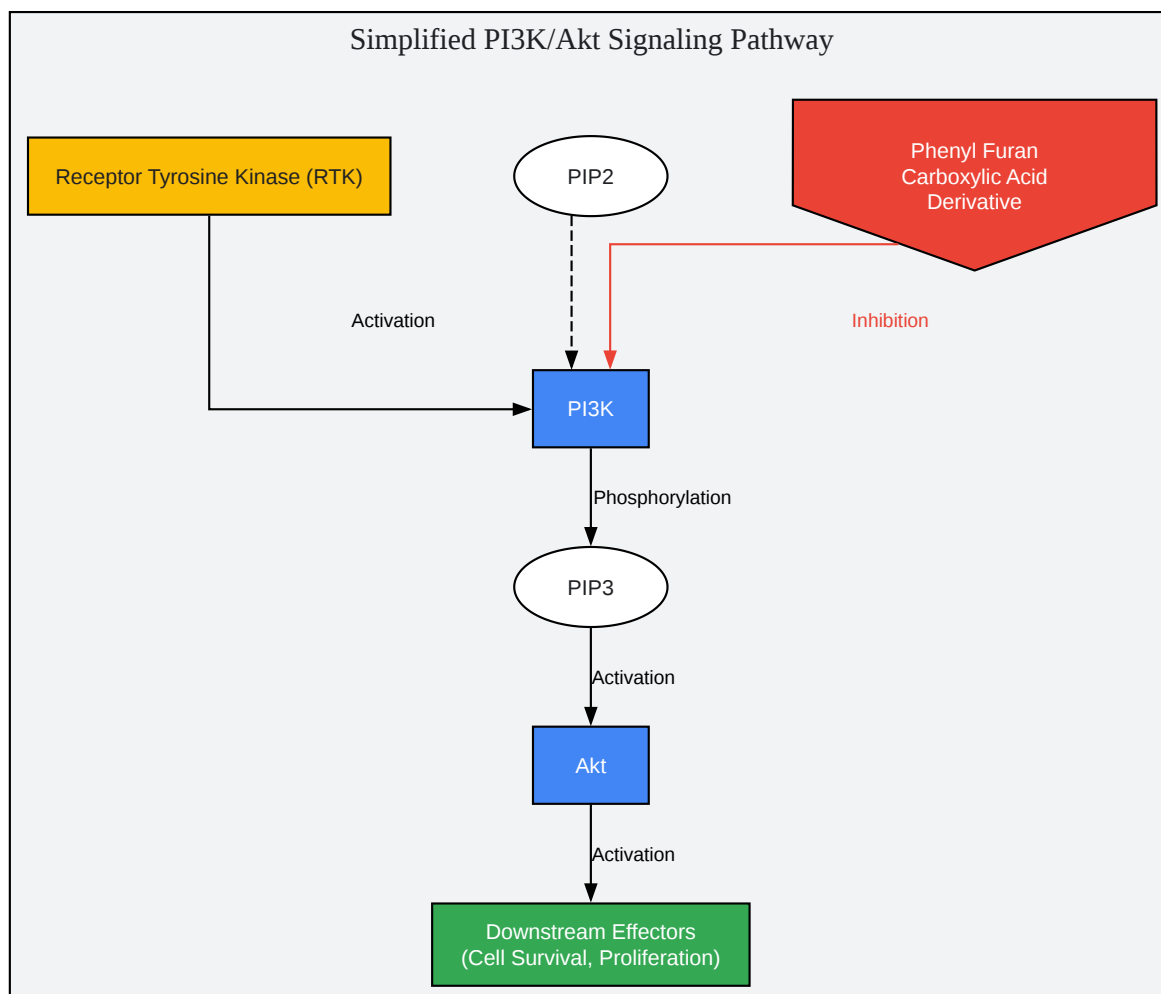 Simplified PI3K/Akt Signaling Pathway
Receptor Tyrosine Kinase (RTK)
PIP2
Phenyl Furan
Carboxylic Acid
Derivative
Activation
Inhibition
PI3K
Phosphorylation
PIP3
Activation
Akt
Activation
Downstream Effectors
(Cell Survival, Proliferation)